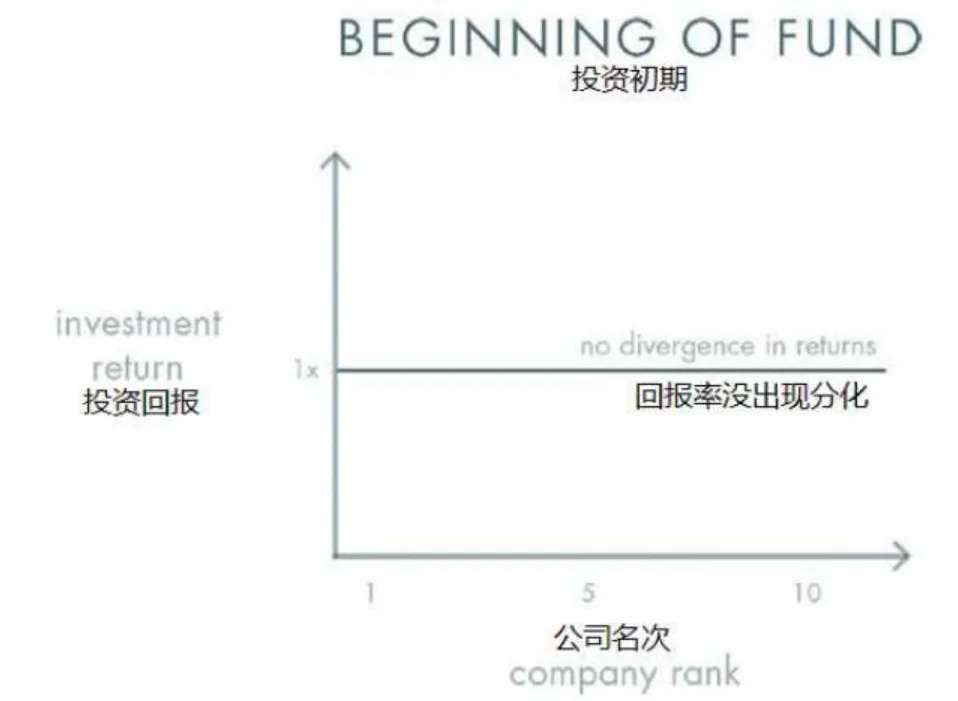 BEGINNING OF FUND
投资初期
investment
return
投资回报
1x
no divergence in returns
回报率没出现分化
1 5 10
公司名次
company rank